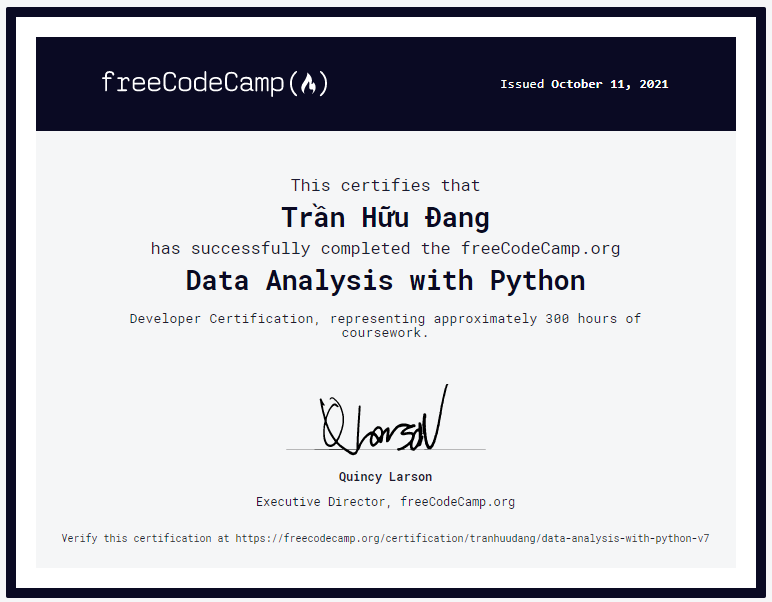 freeCodeCamp
Issued October 11, 2021
This certifies that
Trần Hữu Đang
has successfully completed the freeCodeCamp.org
Data Analysis with Python
Developer Certification, representing approximately 300 hours of
coursework.
Q Larson
Quincy Larson
Executive Director, freeCodeCamp.org
Verify this certification at https://freecodecamp.org/certification/tranhuudang/data-analysis-with-python-v7